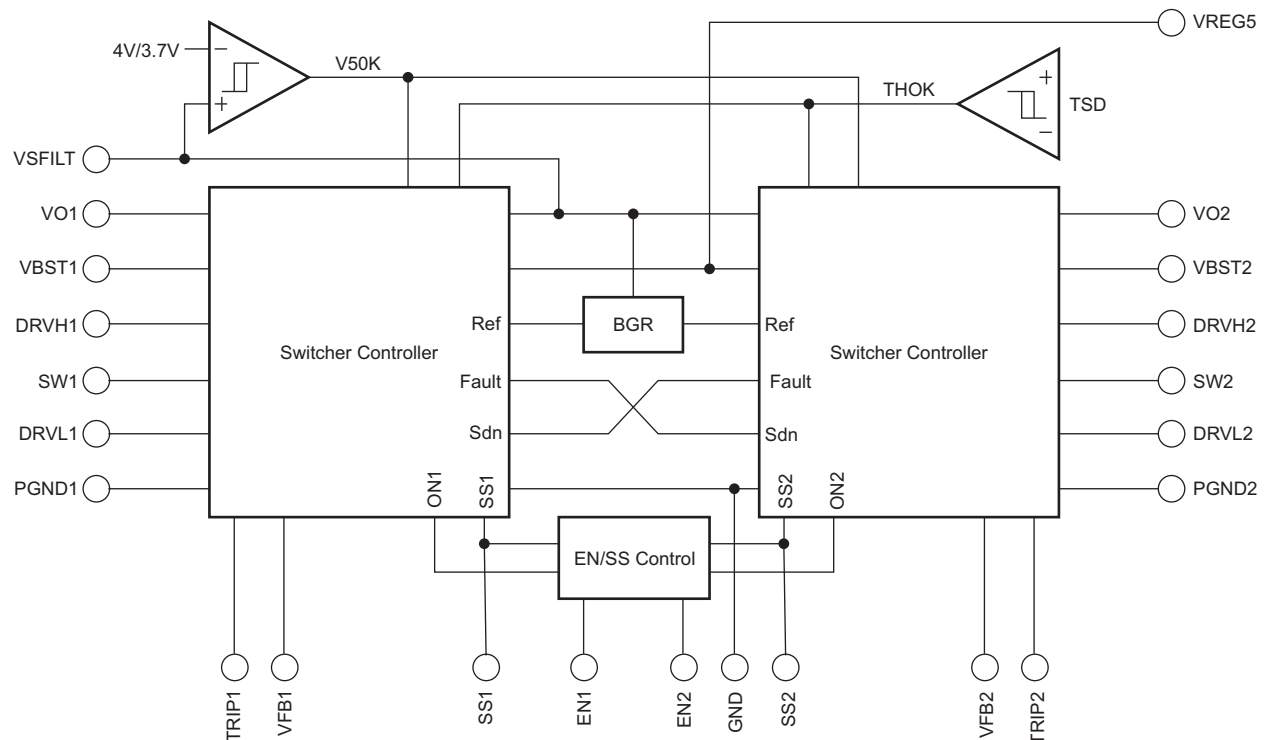 VREG5
4V/3.7V
−
+
V50K
THOK
+
−
TSD
VSFILT
VO1
VBST1
DRVH1
SW1
DRVL1
PGND1
Switcher Controller
Ref
Fault
Sdn
ON1
SS1
BGR
Ref
Fault
Sdn
SS2
ON2
Switcher Controller
VO2
VBST2
DRVH2
SW2
DRVL2
PGND2
EN/SS Control
TRIP1
VFB1
SS1
EN1
EN2
GND
SS2
VFB2
TRIP2